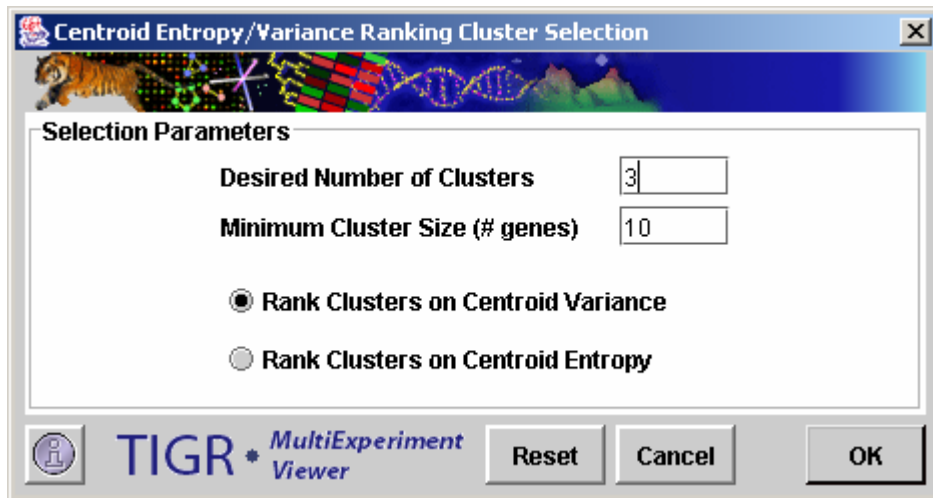 Centroid Entropy/Variance Ranking Cluster Selection
Selection Parameters
Desired Number of Clusters 3
Minimum Cluster Size (# genes) 10
Rank Clusters on Centroid Variance
Rank Clusters on Centroid Entropy
TIGR MultiExperiment Viewer Reset Cancel OK